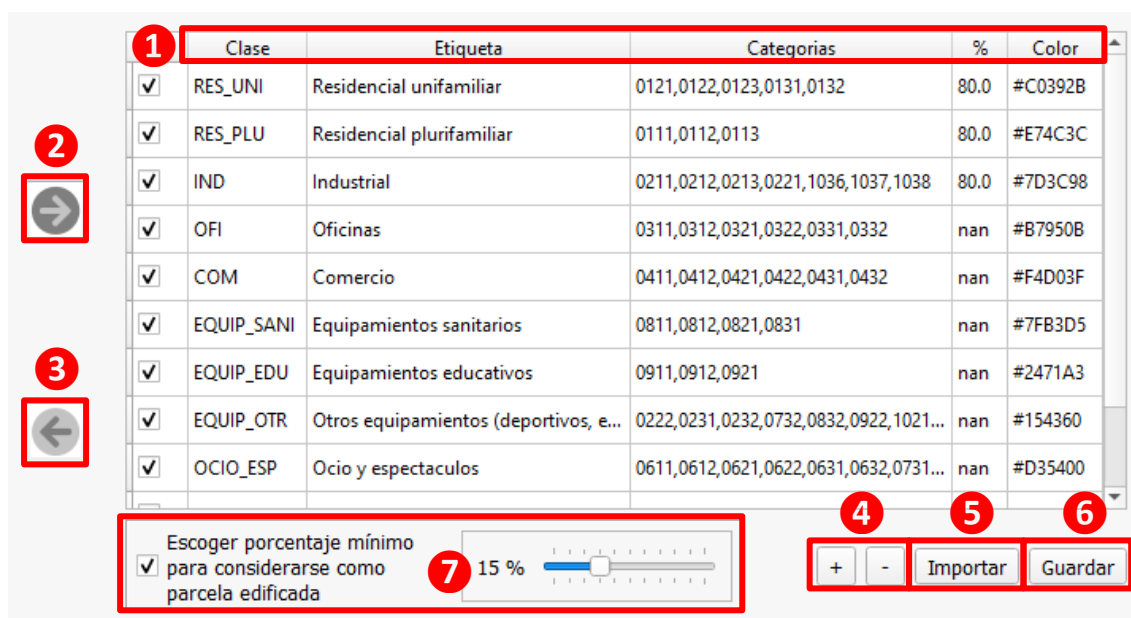 1 Clase Etiqueta Categorias % Color
RES_UNI Residencial unifamiliar 0121,0122,0123,0131,0132 80.0 #C0392B
RES_PLU Residencial plurifamiliar 0111,0112,0113 80.0 #E74C3C
2
IND Industrial 0211,0212,0213,0221,1036,1037,1038 80.0 #7D3C98
OFI Oficinas 0311,0312,0321,0322,0331,0332 nan #B7950B
COM Comercio 0411,0412,0421,0422,0431,0432 nan #F4D03F
EQUIP_SANI Equipamientos sanitarios 0811,0812,0821,0831 nan #7FB3D5
3
EQUIP_EDU Equipamientos educativos 0911,0912,0921 nan #2471A3
EQUIP_OTR Otros equipamientos (deportivos, e... 0222,0231,0232,0732,0832,0922,1021... nan #154360
OCIO_ESP Ocio y espectaculos 0611,0612,0621,0622,0631,0632,0731... nan #D35400
4 5 6
Escoger porcentaje mínimo
para considerarse como
parcela edificada
7 15 %
+ - Importar Guardar